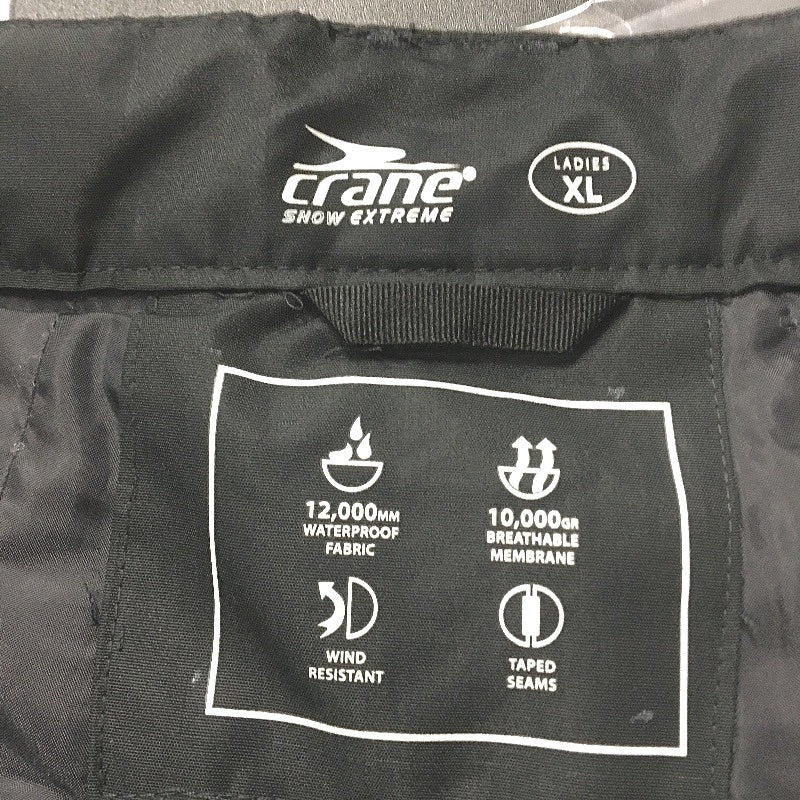 crane®
SNOW EXTREME
LADIES
XL
12,000MM
WATERPROOF
FABRIC
10,000GR
BREATHABLE
MEMBRANE
WIND
RESISTANT
TAPED
SEAMS